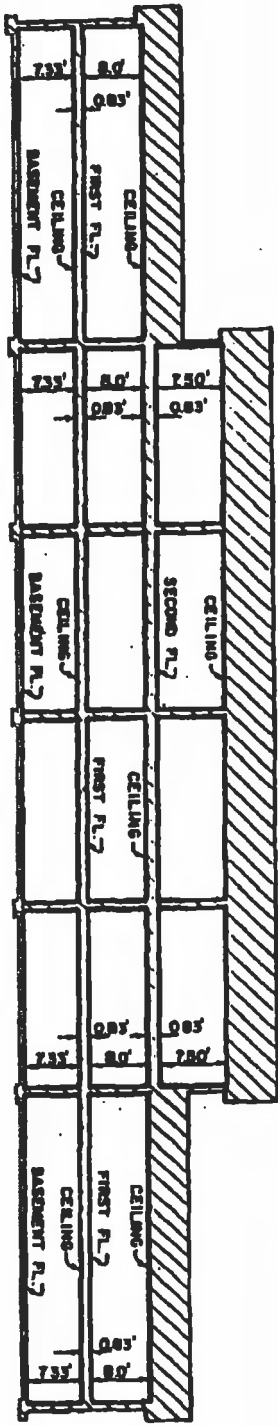 7.33' 8.0'
0.83'
CEILING
FIRST FL.
CEILING
BASEMENT FL.
7.33' 8.0' 7.50'
0.83' 0.83'
CEILING
SECOND FL.
CEILING
BASEMENT FL.
CEILING
FIRST FL.
0.83' 0.83'
7.33' 8.0' 7.50'
CEILING
FIRST FL.
CEILING
BASEMENT FL.
0.83'
7.33' 8.0'